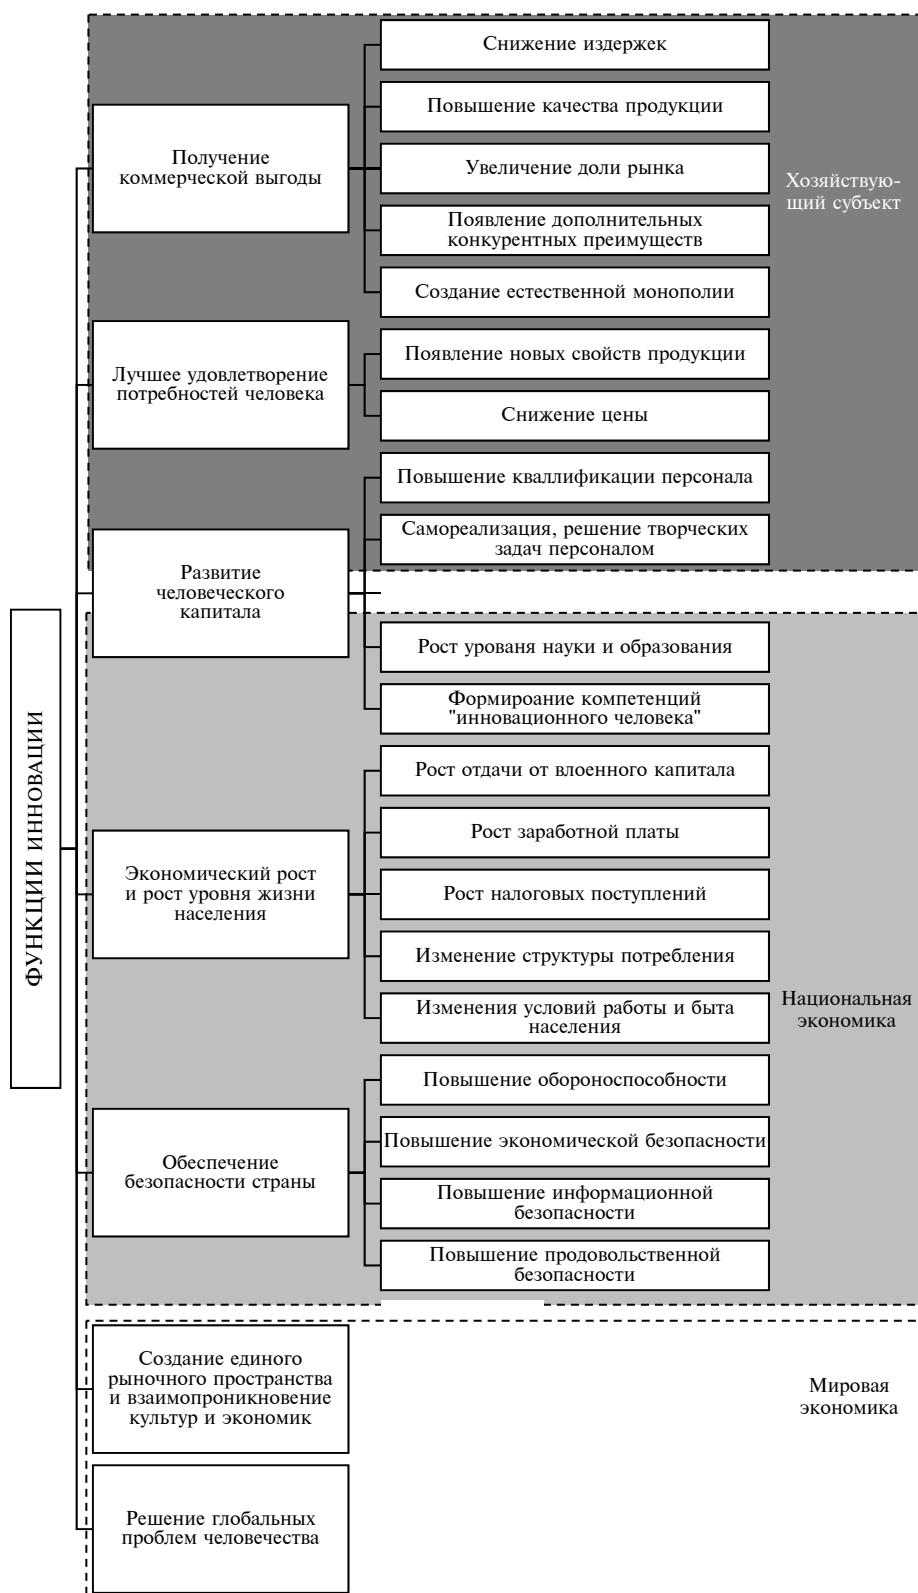 ФУНКЦИИ ИННОВАЦИИ
Получение
коммерческой выгоды
Снижение издержек
Повышение качества продукции
Увеличение доли рынка
Появление дополнительных
конкурентных преимуществ
Создание естественной монополии
Хозяйствую-
щий субъект
Лучшее удовлетворение
потребностей человека
Появление новых свойств продукции
Снижение цены
Развитие
человеческого
капитала
Повышение кваллификации персонала
Самореализация, решение творческих
задач персоналом
Рост урованя науки и образования
Формироание компетенций
"инновационного человека"
Экономический рост
и рост уровня жизни
населения
Рост отдачи от влоенного капитала
Рост заработной платы
Рост налоговых поступлений
Изменение структуры потребления
Изменения условий работы и быта
населения
Национальная
экономика
Обеспечение
безопасности страны
Повышение обороноспособности
Повышение экономической безопасности
Повышение информационной
безопасности
Повышение продовольственной
безопасности
Создание единого
рыночного пространства
и взаимопроникновение
культур и экономик
Мировая
экономика
Решение глобальных
проблем человечества